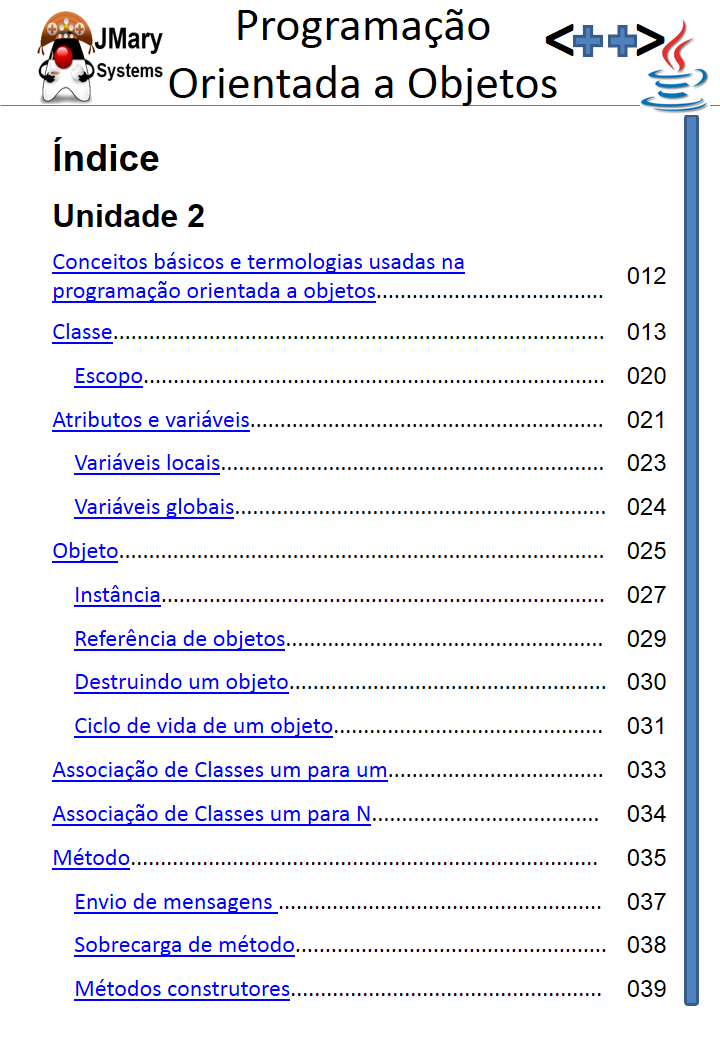 JMary
Systems
Programação
Orientada a Objetos
<++>
Índice
Unidade 2
Conceitos básicos e termologias usadas na
programação orientada a objetos...................................... 012
Classe.................................................................................. 013
Escopo............................................................................. 020
Atributos e variáveis........................................................... 021
Variáveis locais................................................................ 023
Variáveis globais.............................................................. 024
Objeto................................................................................. 025
Instância.......................................................................... 027
Referência de objetos..................................................... 029
Destruindo um objeto..................................................... 030
Ciclo de vida de um objeto............................................. 031
Associação de Classes um para um.................................... 033
Associação de Classes um para N...................................... 034
Método.............................................................................. 035
Envio de mensagens ...................................................... 037
Sobrecarga de método.................................................... 038
Métodos construtores.................................................... 039